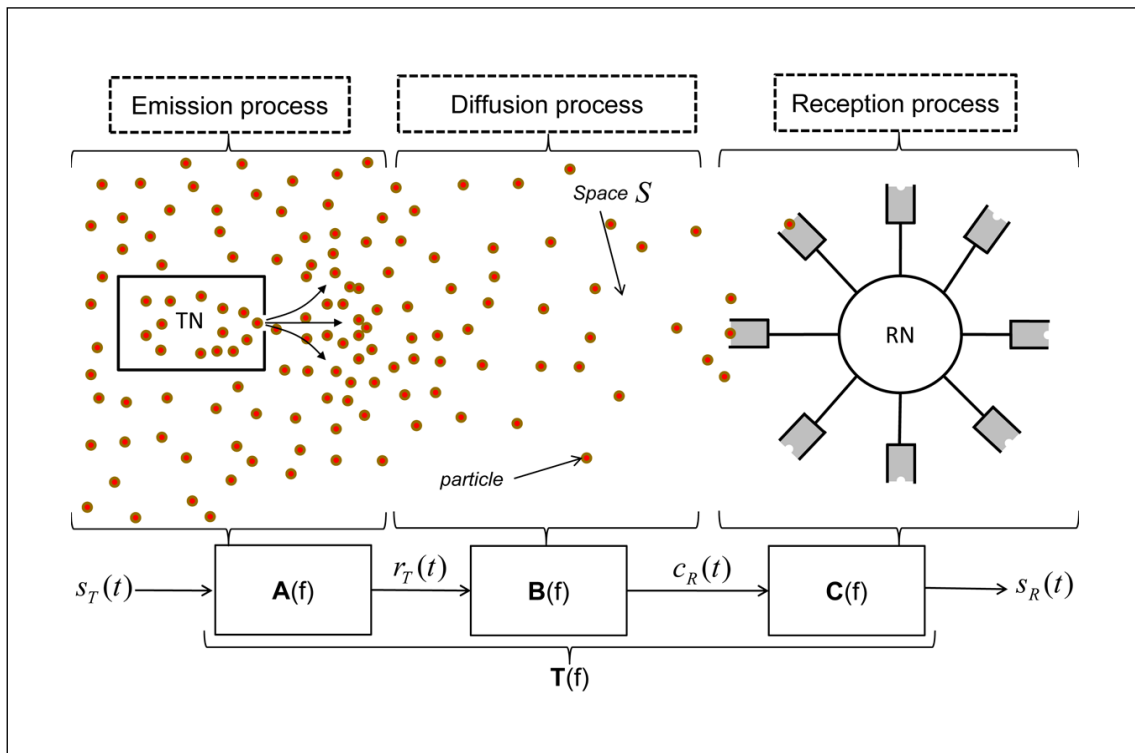 Emission process
Diffusion process
Reception process
Space S
TN
RN
particle
s_T(t)
A(f)
r_T(t)
B(f)
c_R(t)
C(f)
s_R(t)
T(f)